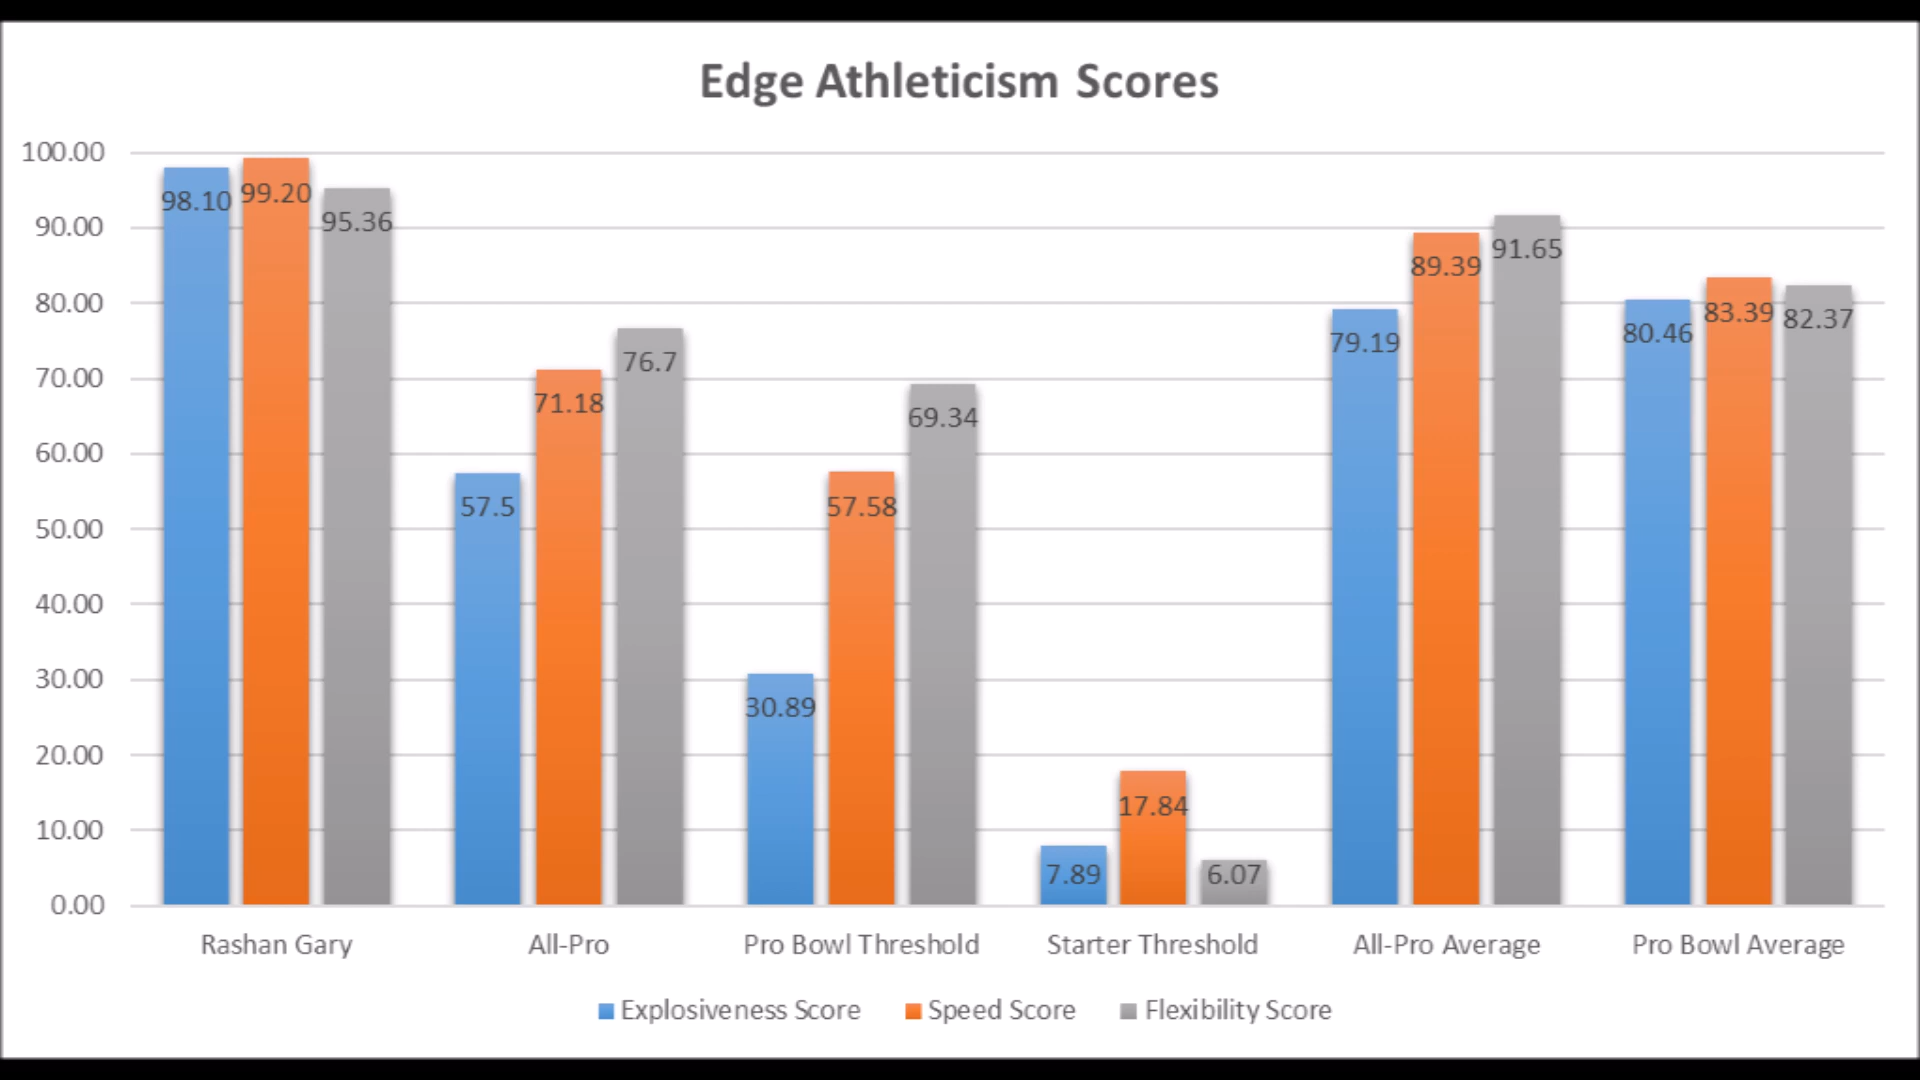 Edge Athleticism Scores
100.00
90.00
80.00
70.00
60.00
50.00
40.00
30.00
20.00
10.00
0.00
98.10 99.20 95.36
57.5 71.18 76.7
30.89 57.58 69.34
7.89 17.84 6.07
79.19 89.39 91.65
80.46 83.39 82.37
Rashan Gary All-Pro Pro Bowl Threshold Starter Threshold All-Pro Average Pro Bowl Average
Explosiveness Score Speed Score Flexibility Score